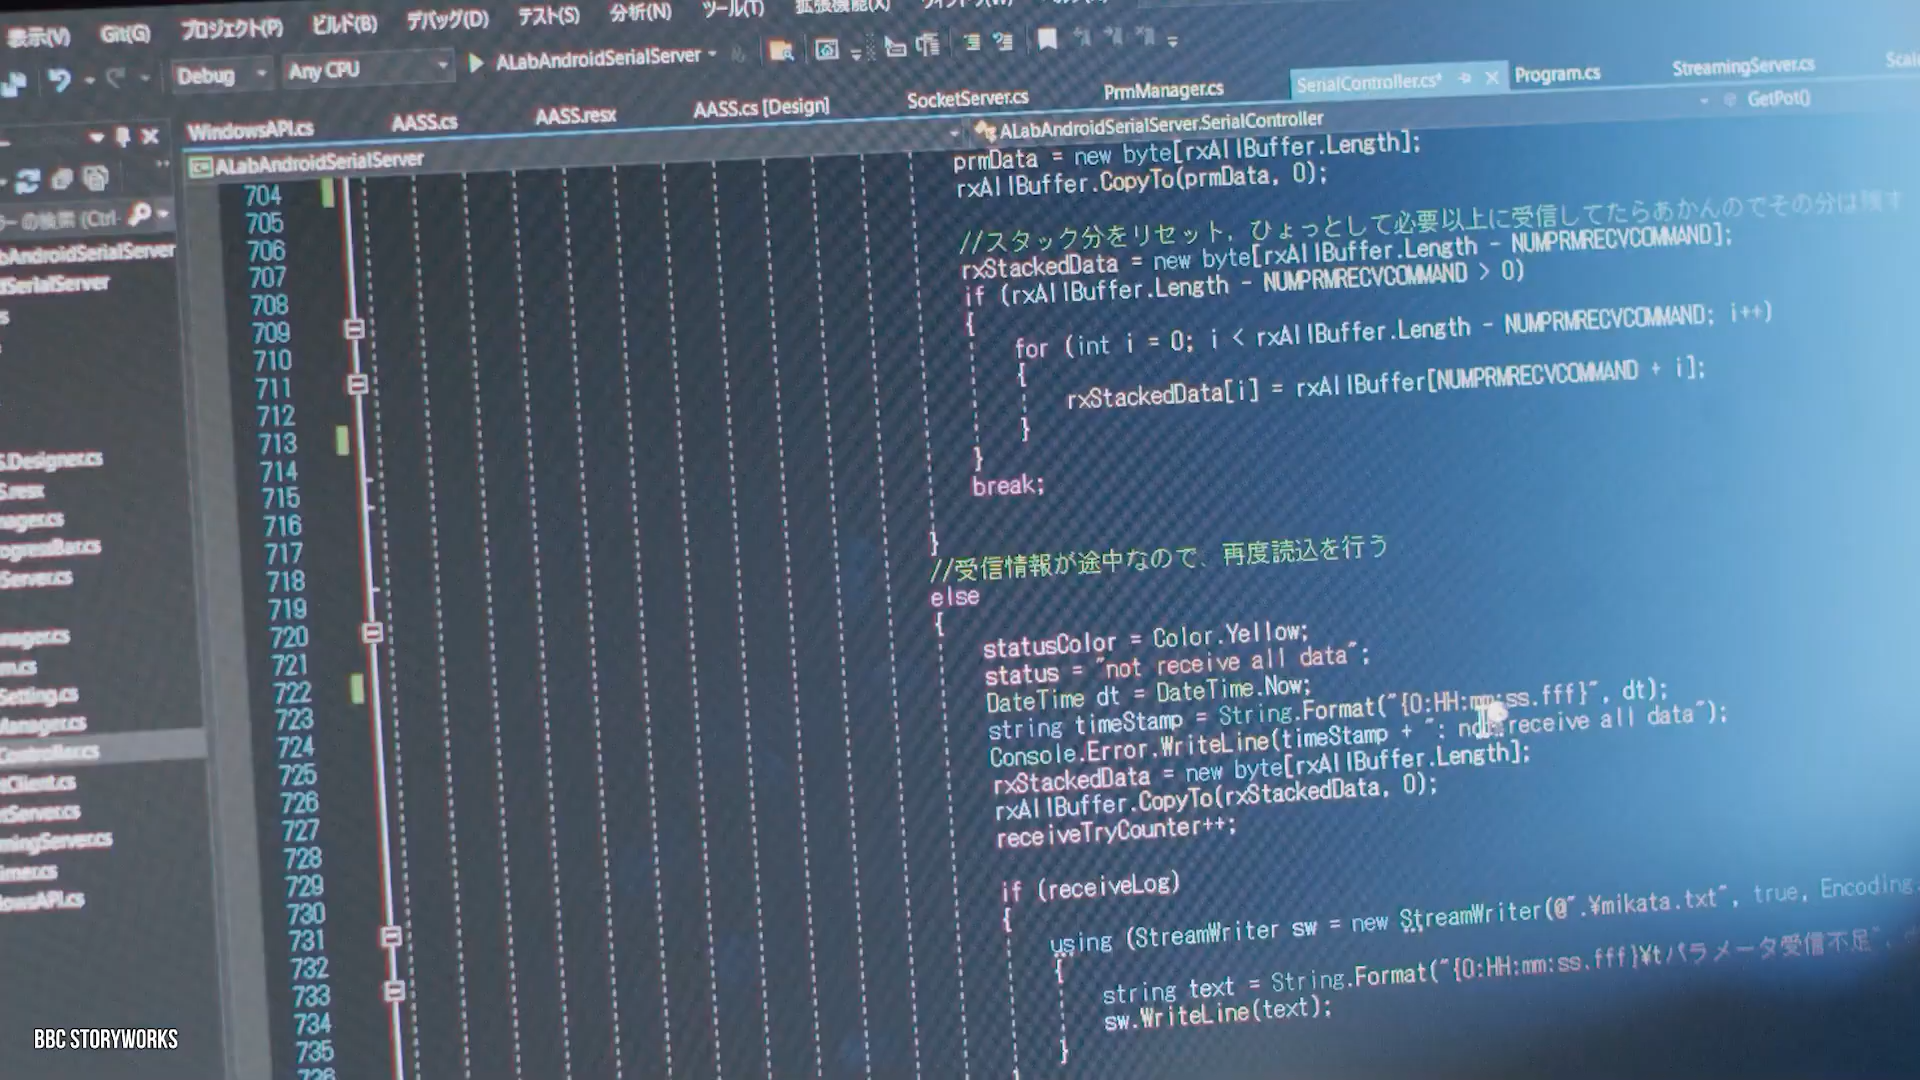 表示(V) Git(G) プロジェクト(P) ビルド(B) デバッグ(D) テスト(S) 分析(N) ツール(T) 拡張機能(X)
Debug Any CPU ALabAndroidSerialServer
WindowsAPI.cs AASS.cs AASS.resx AASS.cs [Design] SocketServer.cs PrmManager.cs SerialController.cs* Program.cs StreamingServer.cs
ALabAndroidSerialServer ALabAndroidSerialServer.SerialController GetPot()
prmData = new byte[rxAllBuffer.Length];
704 rxAllBuffer.CopyTo(prmData, 0);
705
706 //スタック分をリセット，ひょっとして必要以上に受信してたらあかんのでその分は残す
707 rxStackedData = new byte[rxAllBuffer.Length - NUMPRMRECVCOMMAND];
708 if (rxAllBuffer.Length - NUMPRMRECVCOMMAND > 0)
709 {
710 for (int i = 0; i < rxAllBuffer.Length - NUMPRMRECVCOMMAND; i++)
711 {
712 rxStackedData[i] = rxAllBuffer[NUMPRMRECVCOMMAND + i];
713 }
714 }
715 break;
716
717 }
718 //受信情報が途中なので、再度読込を行う
719 else
720 {
721 statusColor = Color.Yellow;
722 status = "not receive all data";
723 DateTime dt = DateTime.Now;
724 string timeStamp = String.Format("{0:HH:mm:ss.fff}", dt);
725 Console.Error.WriteLine(timeStamp + ": not receive all data");
726 rxStackedData = new byte[rxAllBuffer.Length];
727 rxAllBuffer.CopyTo(rxStackedData, 0);
728 receiveTryCounter++;
729
730 if (receiveLog)
731 {
732 using (StreamWriter sw = new StreamWriter(@".¥mikata.txt", true, Encoding.
733 {
734 string text = String.Format("{0:HH:mm:ss.fff}¥tパラメータ受信不足",
735 sw.WriteLine(text);
}
BBC STORYWORKS